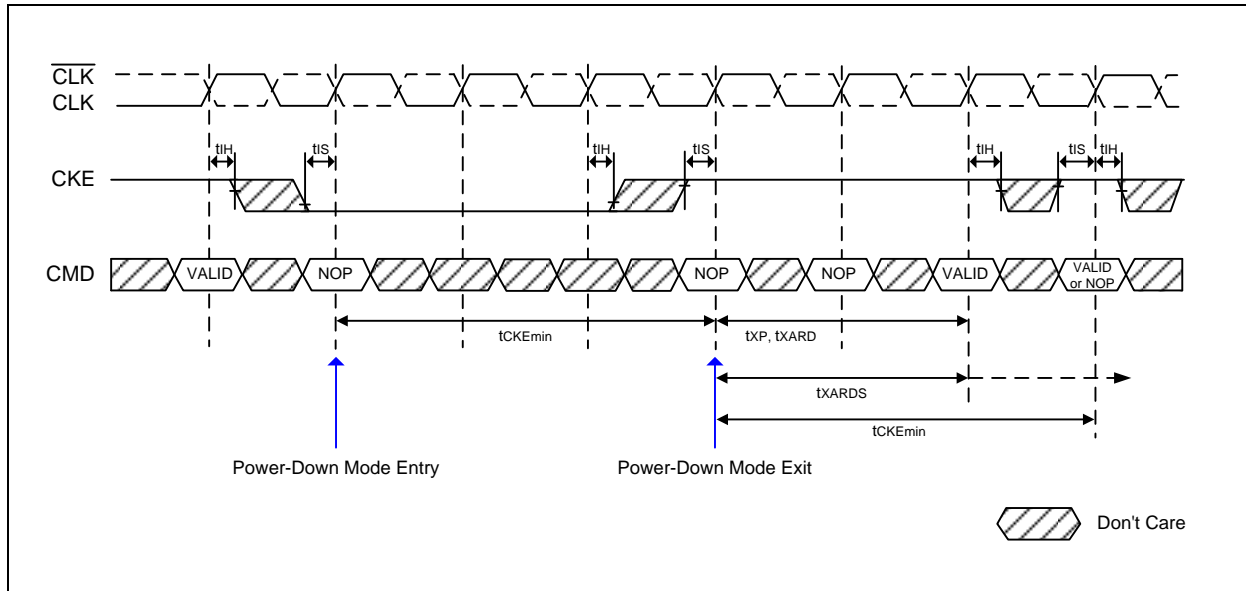 CLK
CLK
tIH tIS tIH tIS tIH tIS tIH
CKE
CMD VALID NOP NOP NOP VALID VALID or NOP
tCKEmin tXP, tXARD
tXARDS
tCKEmin
Power-Down Mode Entry Power-Down Mode Exit
Don't Care